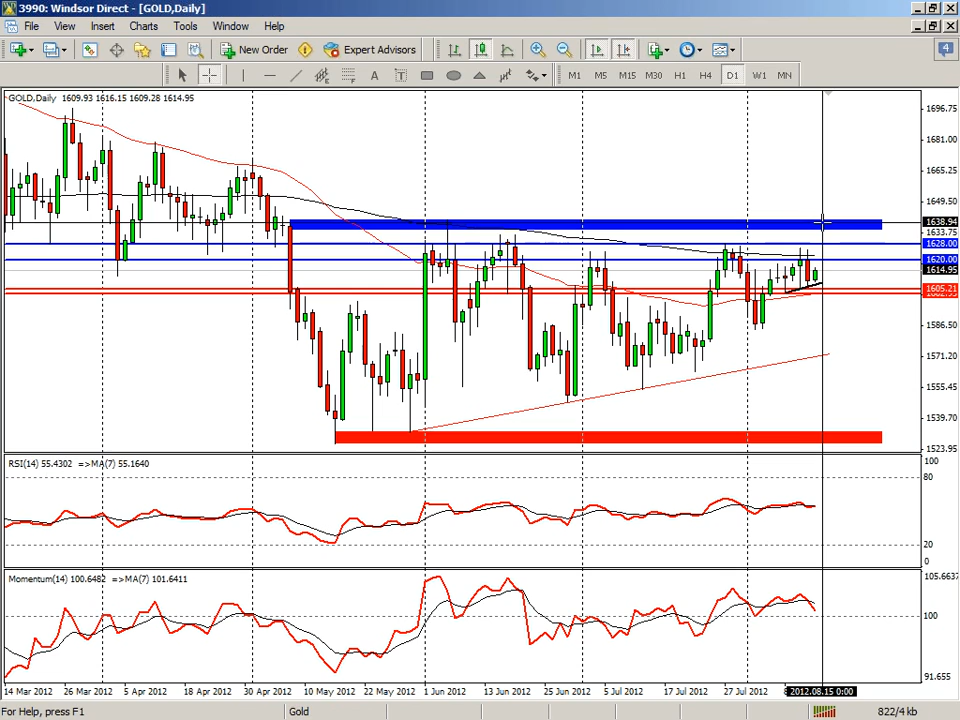 3990: Windsor Direct - [GOLD,Daily]
File View Insert Charts Tools Window Help
New Order Expert Advisors 4
A T M1 M5 M15 M30 H1 H4 D1 W1 MN
GOLD,Daily 1609.93 1616.15 1609.28 1614.95
1696.75
1681.00
1665.25
1649.50
1638.94
1633.75
1628.00
1620.00
1614.95
1605.21
1586.50
1571.20
1555.45
1539.70
1523.95
RSI(14) 55.4302 =>MA(7) 55.1640
100
80
20
0
Momentum(14) 100.6482 =>MA(7) 101.6411
105.6637
100
91.655
14 Mar 2012 26 Mar 2012 5 Apr 2012 18 Apr 2012 30 Apr 2012 10 May 2012 22 May 2012 1 Jun 2012 13 Jun 2012 25 Jun 2012 5 Jul 2012 17 Jul 2012 27 Jul 2012 2012.08.15 0:00
For Help, press F1 Gold 822/4 kb